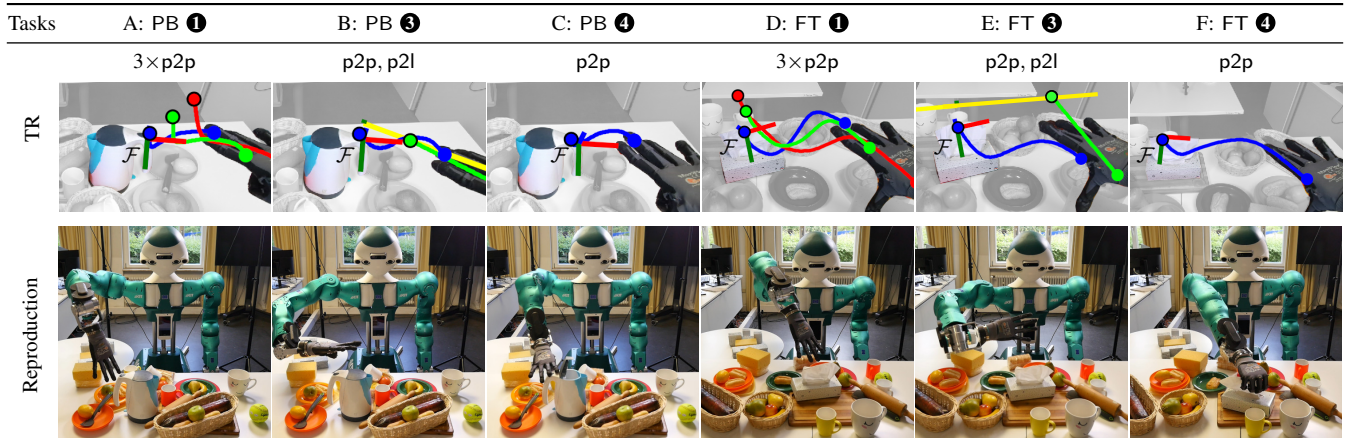 Tasks A: PB ❶ B: PB ❸ C: PB ❹ D: FT ❶ E: FT ❸ F: FT ❹
3×p2p p2p, p2l p2p 3×p2p p2p, p2l p2p
TR
ℱ ℱ ℱ ℱ ℱ ℱ
Reproduction